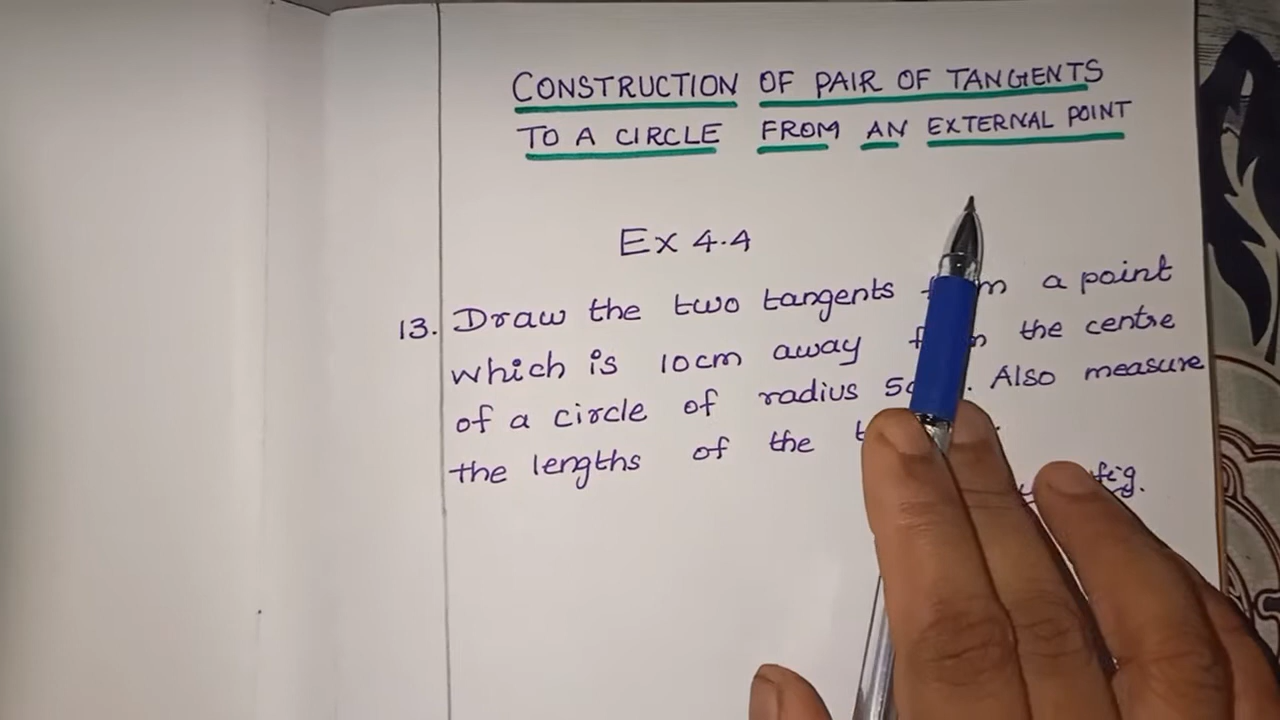 CONSTRUCTION OF PAIR OF TANGENTS
TO A CIRCLE FROM AN EXTERNAL POINT
Ex 4.4
13. Draw the two tangents a point
which is 10cm away the centre
of a circle of radius Also measure
the lengths of the
fig.